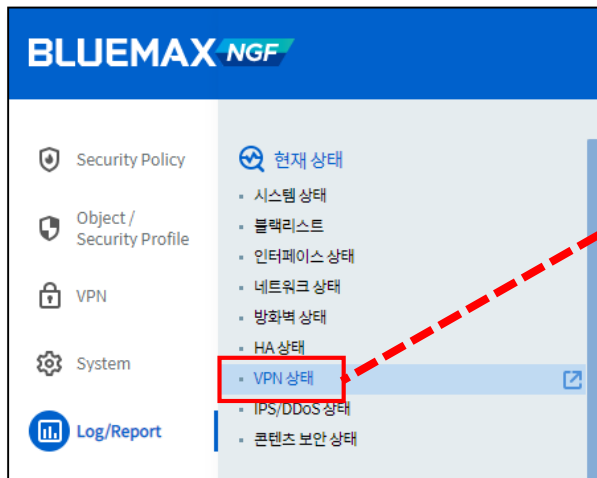 BLUEMAX NGF
Security Policy
Object /
Security Profile
VPN
System
Log/Report
현재 상태
시스템 상태
블랙리스트
인터페이스 상태
네트워크 상태
방화벽 상태
HA 상태
VPN 상태
IPS/DDoS 상태
콘텐츠 보안 상태